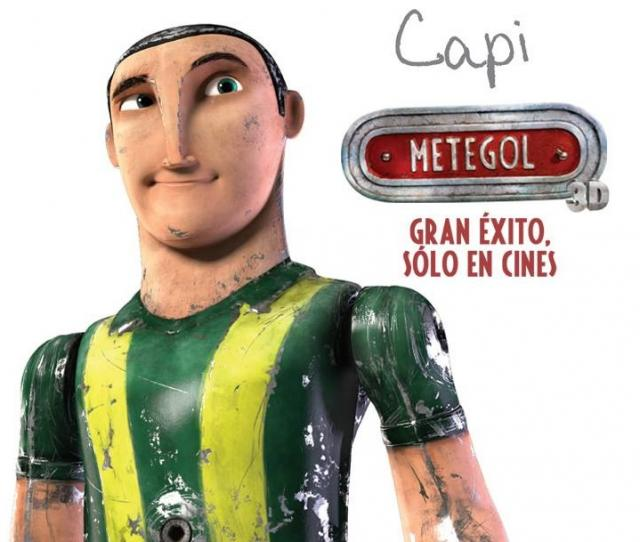 Capi
METEGOL
3D
GRAN ÉXITO,
SÓLO EN CINES